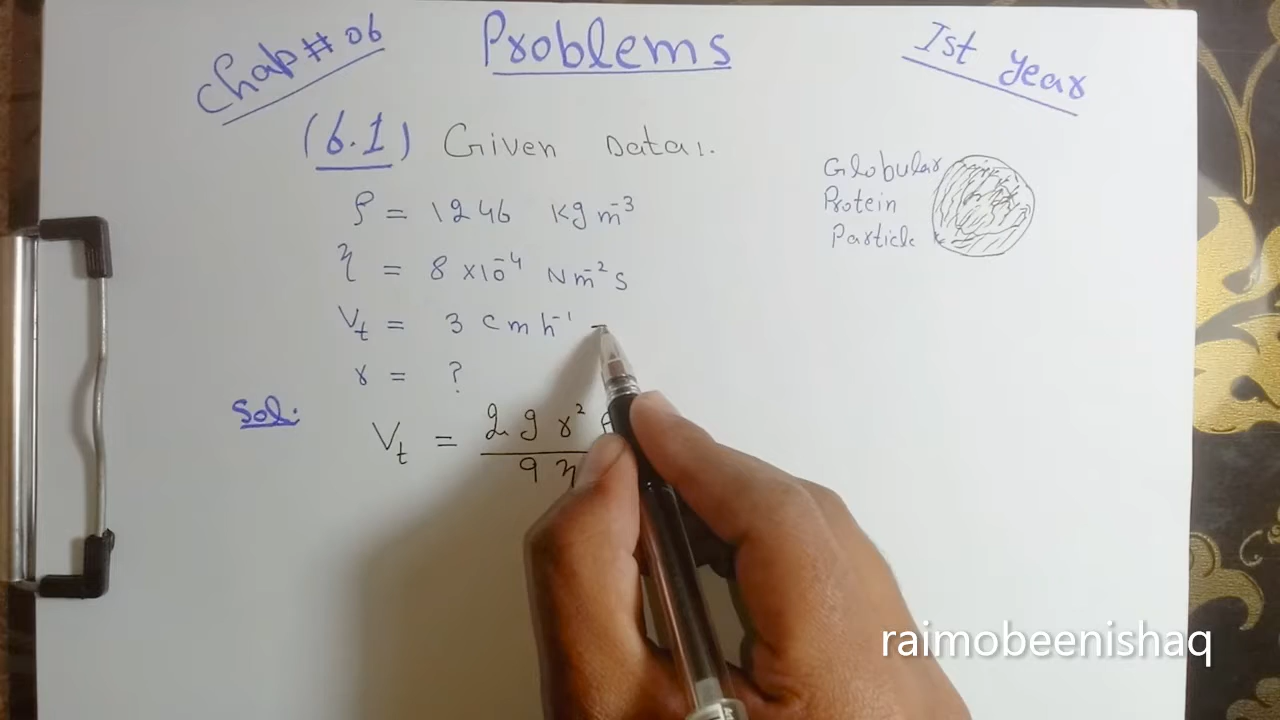 Chap # 06
Problems
1st year
(6.1) Given Data:.
ρ = 1246 Kg m⁻³
η = 8 ×10⁻⁴ N m⁻² s
Vt = 3 cm h⁻¹
r = ?
Sol:
Vt = 2 g r² / 9 η
Globular
Protein
Particle
raimobeenishaq